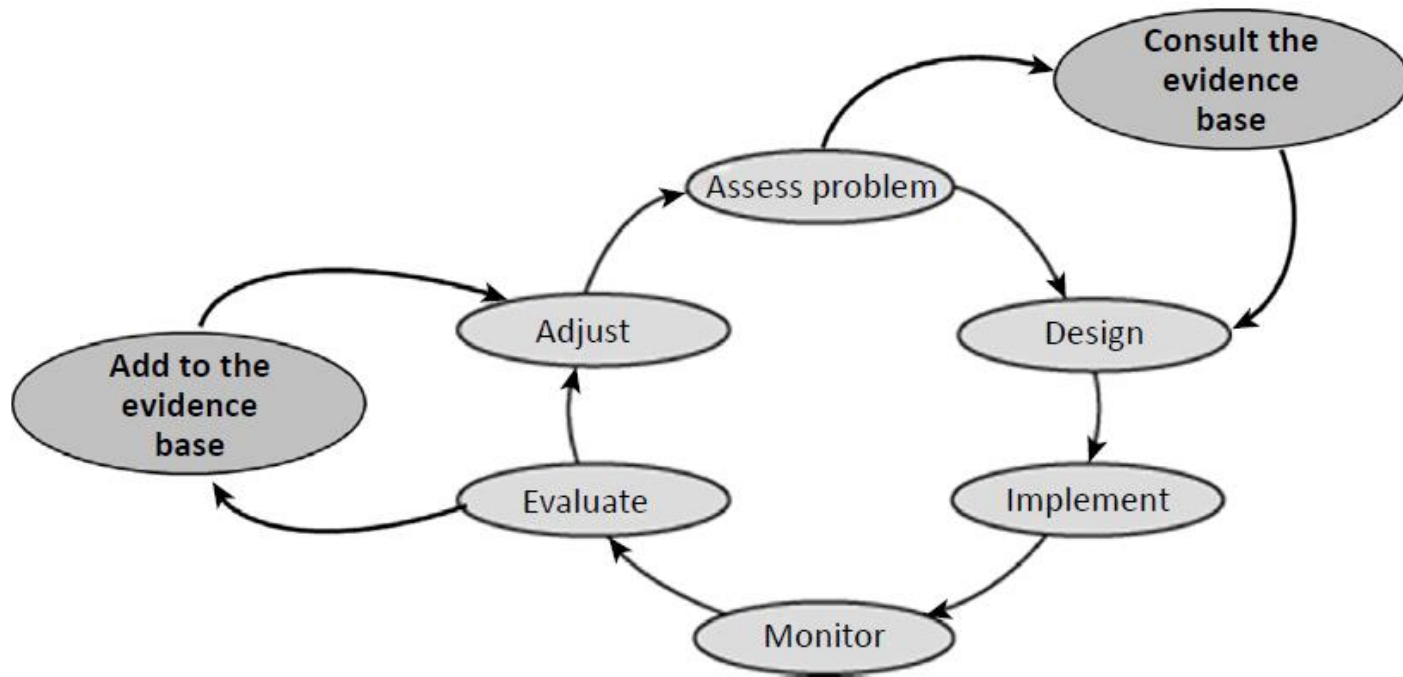 Consult the
evidence
base
Assess problem
Adjust
Design
Add to the
evidence
base
Evaluate
Implement
Monitor